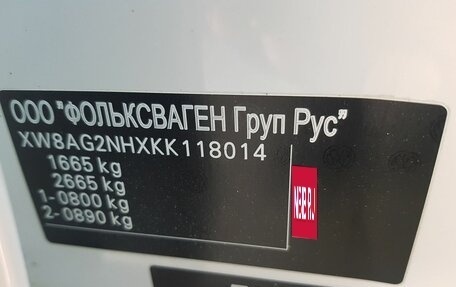 ООО "ФОЛЬКСВАГЕН Груп Рус"
XW8AG2NHXKK118014
1665 kg
2665 kg
1-0800 kg
2-0890 kg